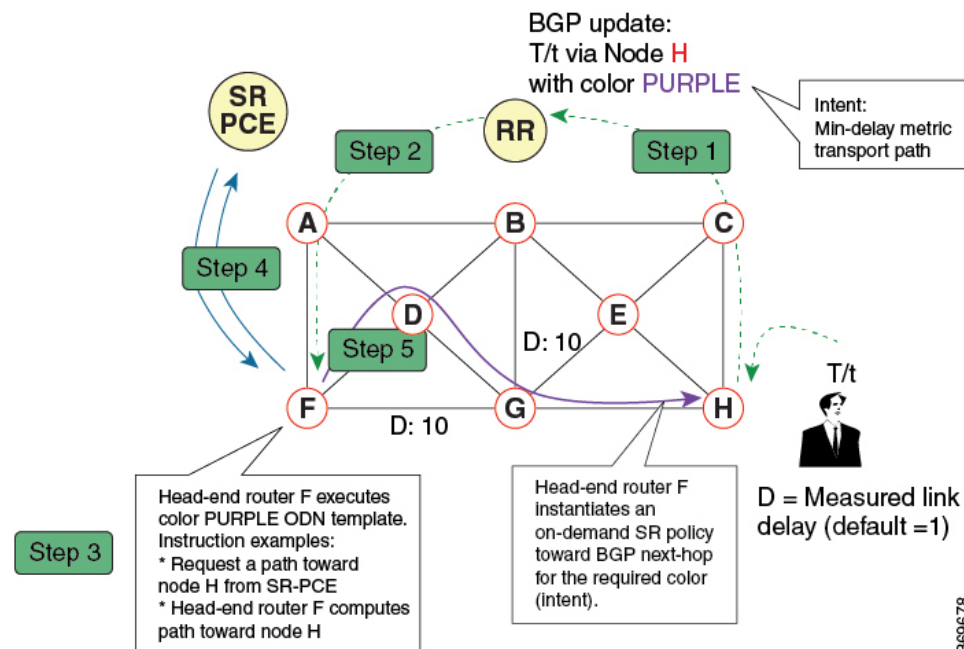 BGP update:
T/t via Node H
with color PURPLE
Intent:
Min-delay metric
transport path
SR
PCE
RR
Step 2
Step 1
A
B
C
Step 4
D
E
Step 5
D: 10
T/t
F
G
H
D: 10
Head-end router F executes
color PURPLE ODN template.
Instruction examples:
* Request a path toward
node H from SR-PCE
* Head-end router F computes
path toward node H
Step 3
Head-end router F
instantiates an
on-demand SR policy
toward BGP next-hop
for the required color
(intent).
D = Measured link
delay (default =1)